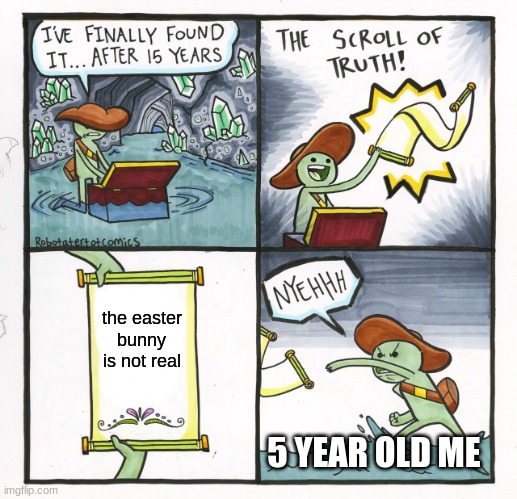 I'VE FINALLY FOUND
IT... AFTER 15 YEARS
THE SCROLL OF
TRUTH!
Robotatertotcomics
the easter
bunny
is not real
NYEHHH
5 YEAR OLD ME
imgflip.com